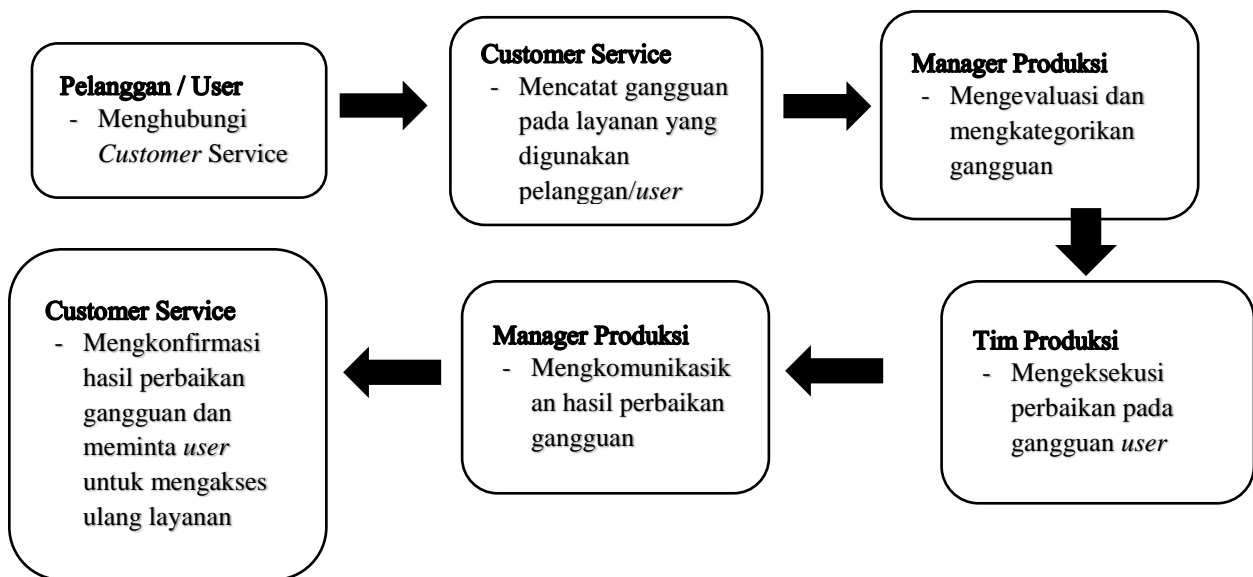 Pelanggan / User
- Menghubungi
Customer Service
Customer Service
- Mencatat gangguan
pada layanan yang
digunakan
pelanggan/user
Manager Produksi
- Mengevaluasi dan
mengkategorikan
gangguan
Tim Produksi
- Mengeksekusi
perbaikan pada
gangguan user
Manager Produksi
- Mengkomunikasik
an hasil perbaikan
gangguan
Customer Service
- Mengkonfirmasi
hasil perbaikan
gangguan dan
meminta user
untuk mengakses
ulang layanan